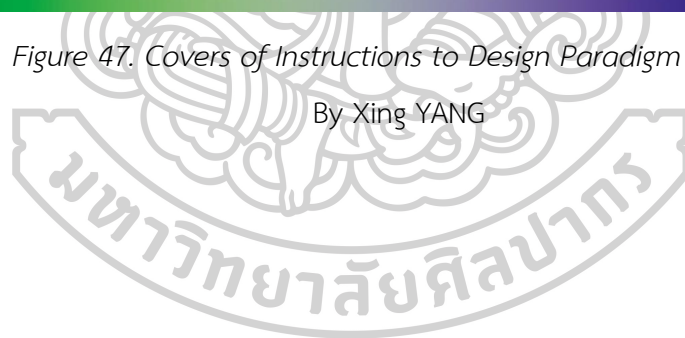 Figure 47. Covers of Instructions to Design Paradigm
By Xing YANG
มหาวิทยาลัยศิลปากร